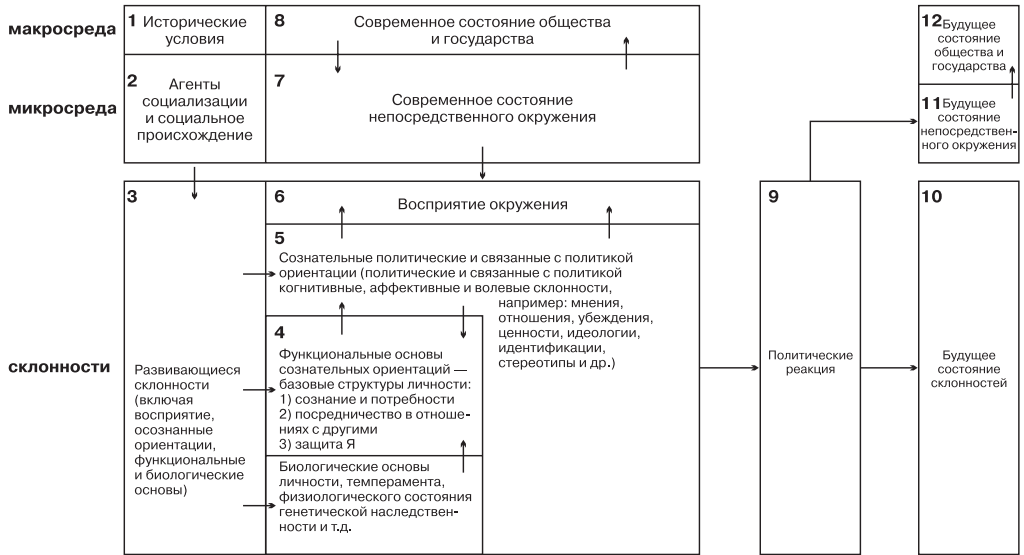 макросреда
1 Исторические
условия
8 Современное состояние общества
и государства
12 Будущее
состояние
общества и
государства
микросреда
2 Агенты
социализации
и социальное
происхождение
7
Современное состояние
непосредственного окружения
11 Будущее
состояние
непосредствен-
ного окружения
склонности
3
Развивающиеся
склонности
(включая
восприятие,
осознанные
ориентации,
функциональные
и биологические
основы)
6 Восприятие окружения
5
Сознательные политические и связанные с политикой
ориентации (политические и связанные с политикой
когнитивные, аффективные и волевые склонности,
например: мнения,
отношения, убеждения,
ценности, идеологии,
идентификации,
стереотипы и др.)
4
Функциональные основы
сознательных ориентаций —
базовые структуры личности:
1) сознание и потребности
2) посредничество в отноше-
ниях с другими
3) защита Я
Биологические основы
личности, темперамента,
физиологического состояния
генетической наследствен-
ности и т.д.
9
Политические
реакция
10
Будущее
состояние
склонностей